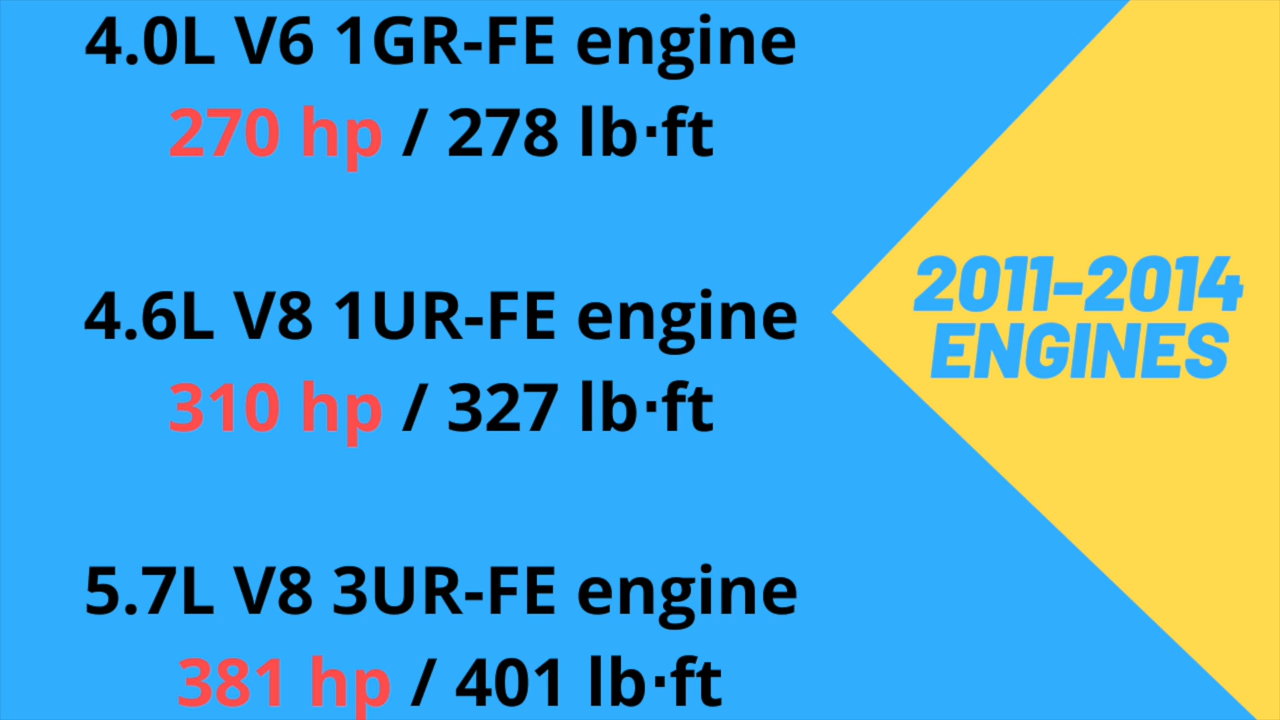 4.0L V6 1GR-FE engine
270 hp / 278 lb·ft
4.6L V8 1UR-FE engine
310 hp / 327 lb·ft
5.7L V8 3UR-FE engine
381 hp / 401 lb·ft
2011-2014
ENGINES